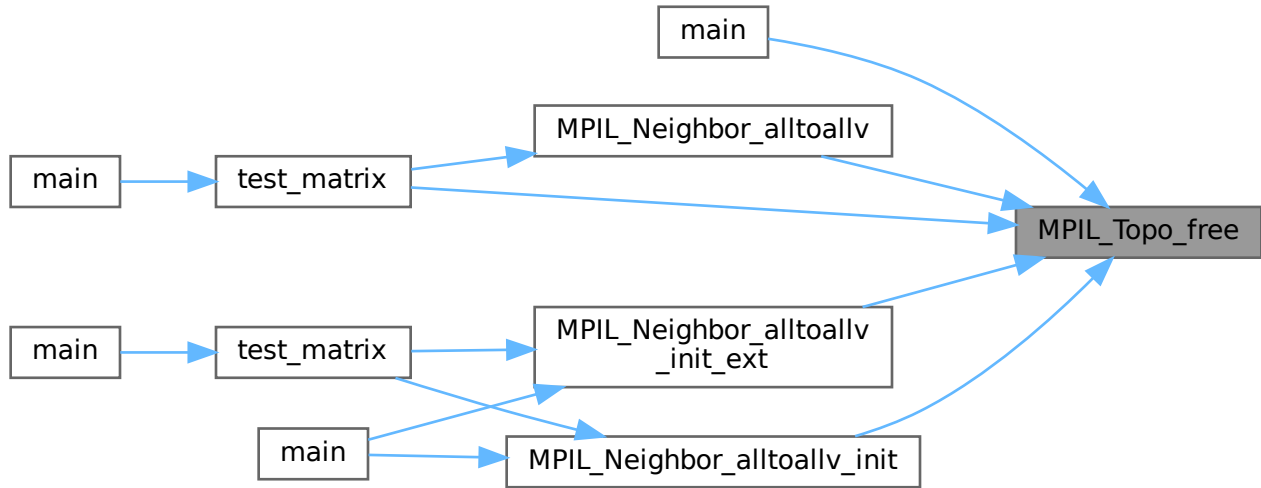 main
MPIL_Neighbor_alltoallv
main
test_matrix
MPIL_Topo_free
MPIL_Neighbor_alltoallv
_init_ext
main
test_matrix
main
MPIL_Neighbor_alltoallv_init